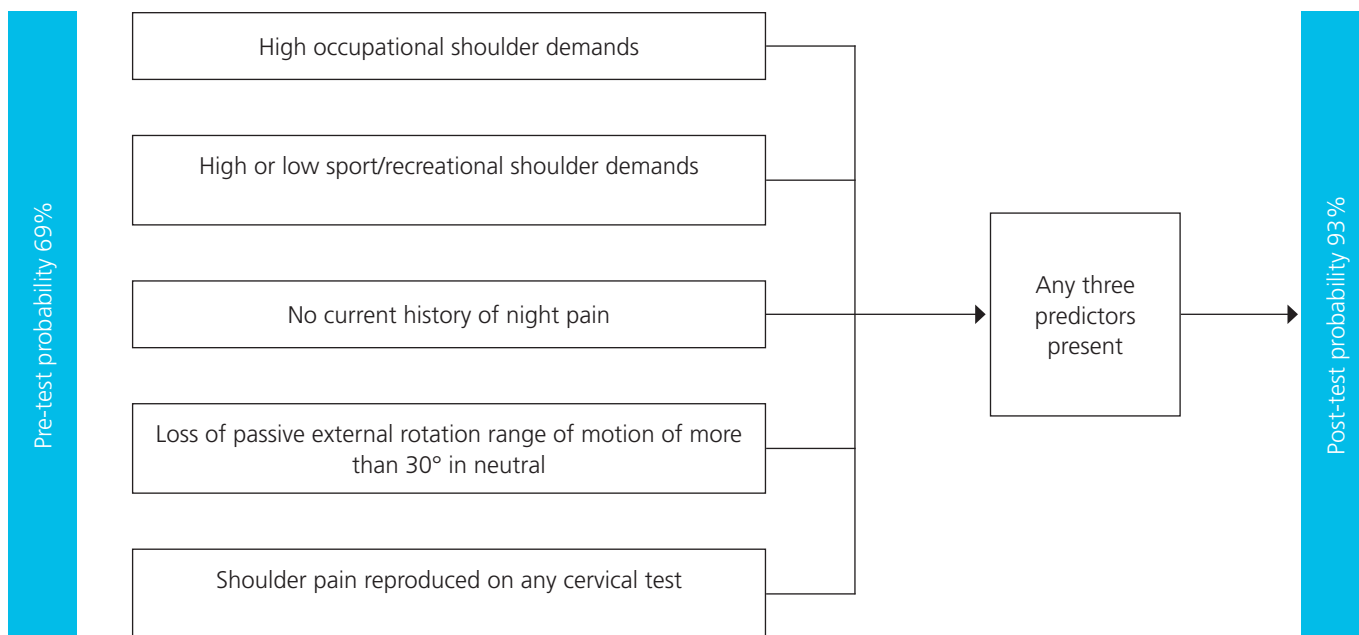 Pre-test probability 69%
High occupational shoulder demands
High or low sport/recreational shoulder demands
No current history of night pain
Loss of passive external rotation range of motion of more
than 30° in neutral
Shoulder pain reproduced on any cervical test
Any three
predictors
present
Post-test probability 93%